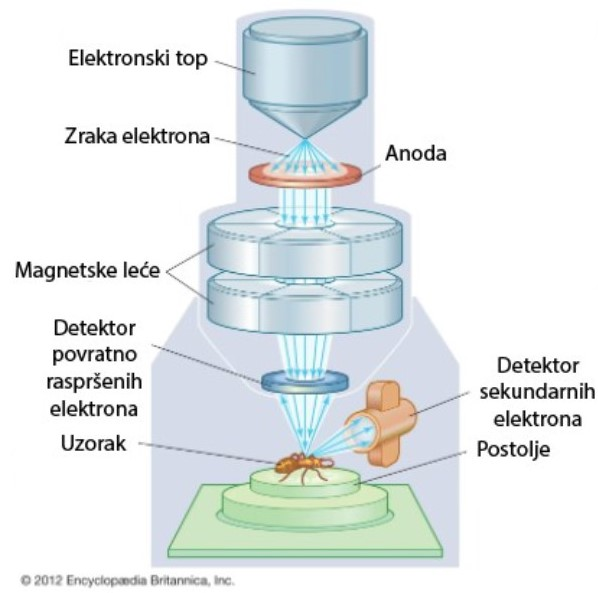 Elektronski top
Zraka elektrona
Anoda
Magnetske leće
Detektor
povratno
raspršenih
elektrona
Detektor
sekundarnih
elektrona
Uzorak
Postolje
© 2012 Encyclopædia Britannica, Inc.